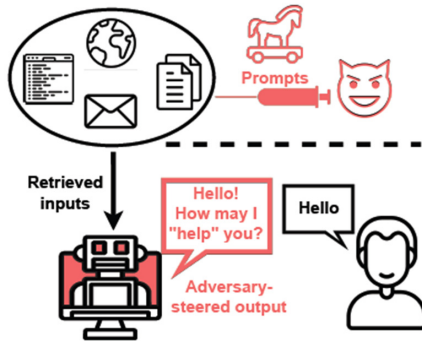 Prompts
Retrieved
inputs
Hello!
How may I
"help" you?
Hello
Adversary-
steered output